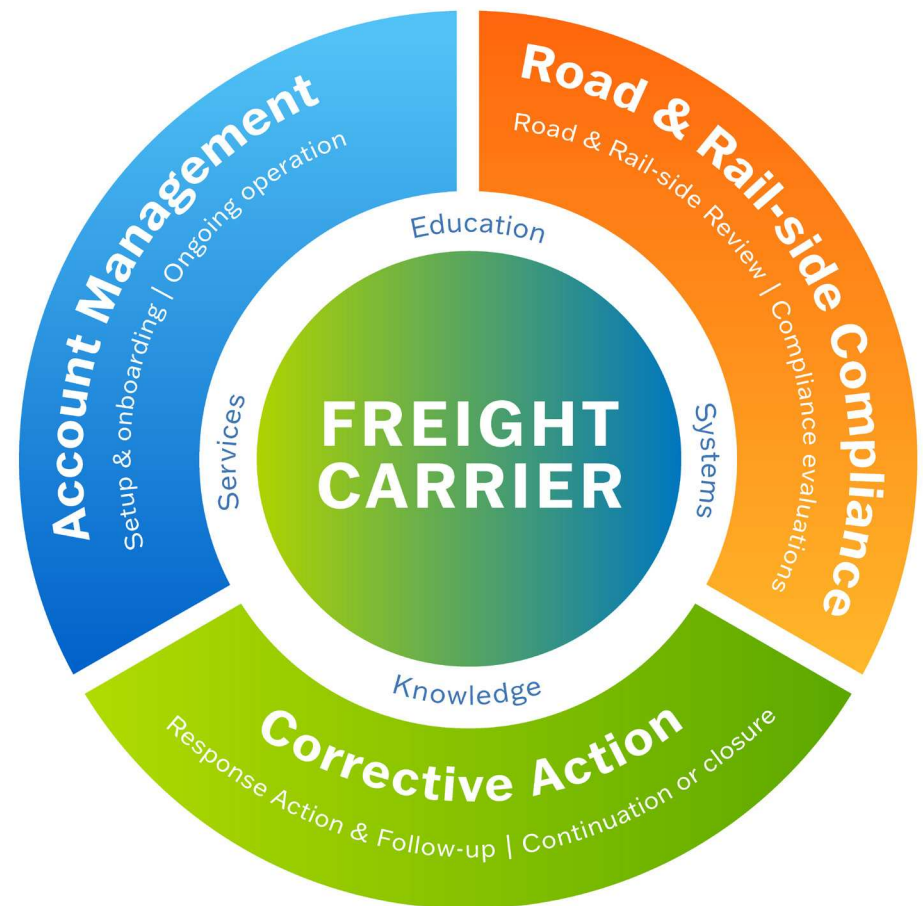 Account Management
Setup & onboarding | Ongoing operation
Road & Rail-side Compliance
Road & Rail-side Review | Compliance evaluations
Education
Services
Systems
FREIGHT
CARRIER
Knowledge
Corrective Action
Response Action & Follow-up | Continuation or closure